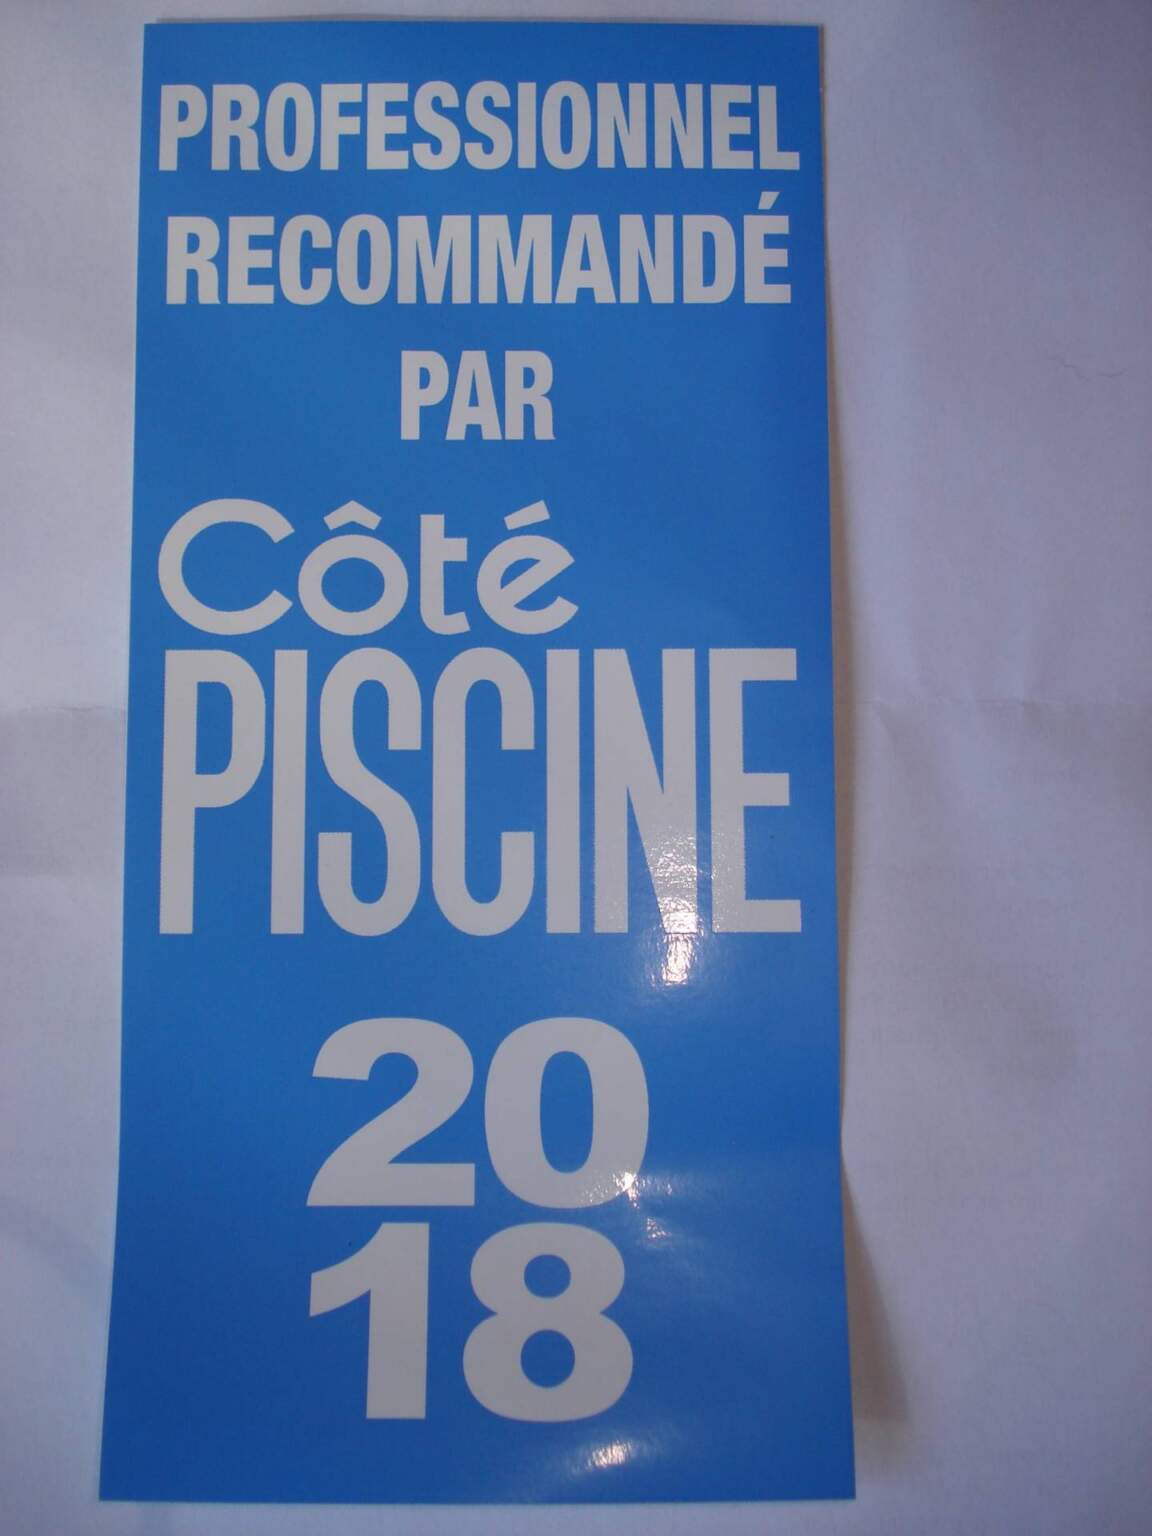 PROFESSIONNEL
RECOMMANDÉ
PAR
Côté
PISCINE
20
18